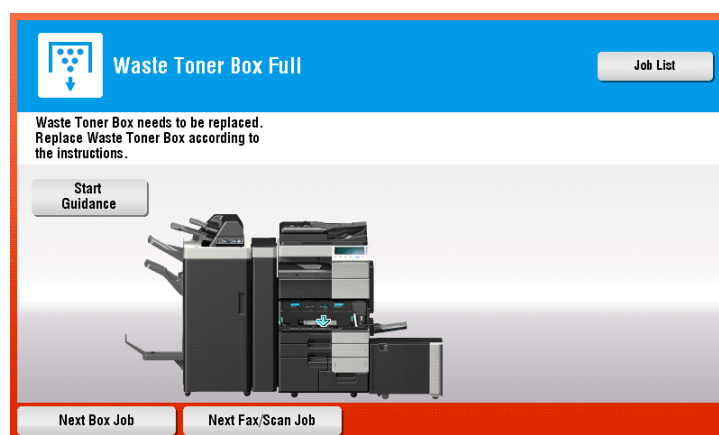 Waste Toner Box Full
Job List
Waste Toner Box needs to be replaced.
Replace Waste Toner Box according to
the instructions.
Start
Guidance
Next Box Job
Next Fax/Scan Job